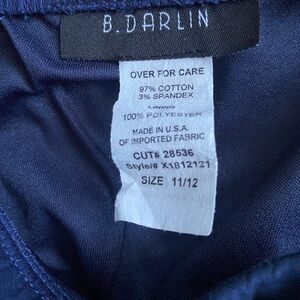 B.DARLIN
OVER FOR CARE
97% COTTON
3% SPANDEX
LINING
100% POLYESTER
MADE IN U.S.A.
OF IMPORTED FABRIC
CUT# 28536
Style# X1812121
SIZE 11/12